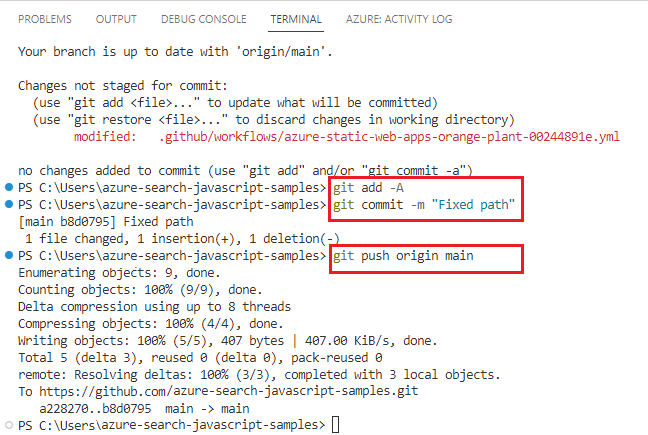 PROBLEMS OUTPUT DEBUG CONSOLE TERMINAL AZURE: ACTIVITY LOG
Your branch is up to date with 'origin/main'.
Changes not staged for commit:
(use "git add <file>..." to update what will be committed)
(use "git restore <file>..." to discard changes in working directory)
modified: .github/workflows/azure-static-web-apps-orange-plant-00244891e.yml
no changes added to commit (use "git add" and/or "git commit -a")
PS C:\Users\azure-search-javascript-samples> git add -A
PS C:\Users\azure-search-javascript-samples> git commit -m "Fixed path"
[main b8d0795] Fixed path
1 file changed, 1 insertion(+), 1 deletion(-)
PS C:\Users\azure-search-javascript-samples> git push origin main
Enumerating objects: 9, done.
Counting objects: 100% (9/9), done.
Delta compression using up to 8 threads
Compressing objects: 100% (4/4), done.
Writing objects: 100% (5/5), 407 bytes | 407.00 KiB/s, done.
Total 5 (delta 3), reused 0 (delta 0), pack-reused 0
remote: Resolving deltas: 100% (3/3), completed with 3 local objects.
To https://github.com/azure-search-javascript-samples.git
a228270..b8d0795 main -> main
PS C:\Users\azure-search-javascript-samples>